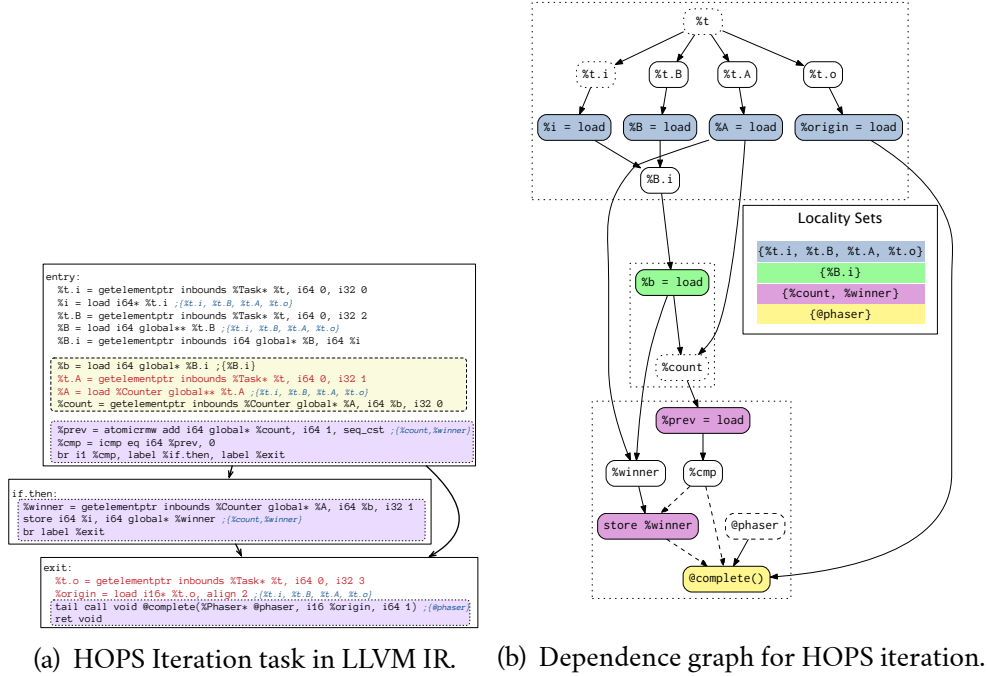 entry:
%t.i = getelementptr inbounds %Task* %t, i64 0, i32 0
%i = load i64* %t.i ;{%t.i, %t.B, %t.A, %t.o}
%t.B = getelementptr inbounds %Task* %t, i64 0, i32 2
%B = load i64 global** %t.B ;{%t.i, %t.B, %t.A, %t.o}
%B.i = getelementptr inbounds i64 global* %B, i64 %i
%b = load i64 global* %B.i ;{%B.i}
%t.A = getelementptr inbounds %Task* %t, i64 0, i32 1
%A = load %Counter global** %t.A ;{%t.i, %t.B, %t.A, %t.o}
%count = getelementptr inbounds %Counter global* %A, i64 %b, i32 0
%prev = atomicrmw add i64 global* %count, i64 1, seq_cst ;{%count,%winner}
%cmp = icmp eq i64 %prev, 0
br i1 %cmp, label %if.then, label %exit
if.then:
%winner = getelementptr inbounds %Counter global* %A, i64 %b, i32 1
store i64 %i, i64 global* %winner ;{%count,%winner}
br label %exit
exit:
%t.o = getelementptr inbounds %Task* %t, i64 0, i32 3
%origin = load i16* %t.o, align 2 ;{%t.i, %t.B, %t.A, %t.o}
tail call void @complete(%Phaser* @phaser, i16 %origin, i64 1) ;{@phaser}
ret void
(a) HOPS Iteration task in LLVM IR.
%t
%t.i
%t.B
%t.A
%t.o
%i = load
%B = load
%A = load
%origin = load
%B.i
Locality Sets
{%t.i, %t.B, %t.A, %t.o}
{%B.i}
{%count, %winner}
{@phaser}
%b = load
%count
%prev = load
%winner
%cmp
store %winner
@phaser
@complete()
(b) Dependence graph for HOPS iteration.